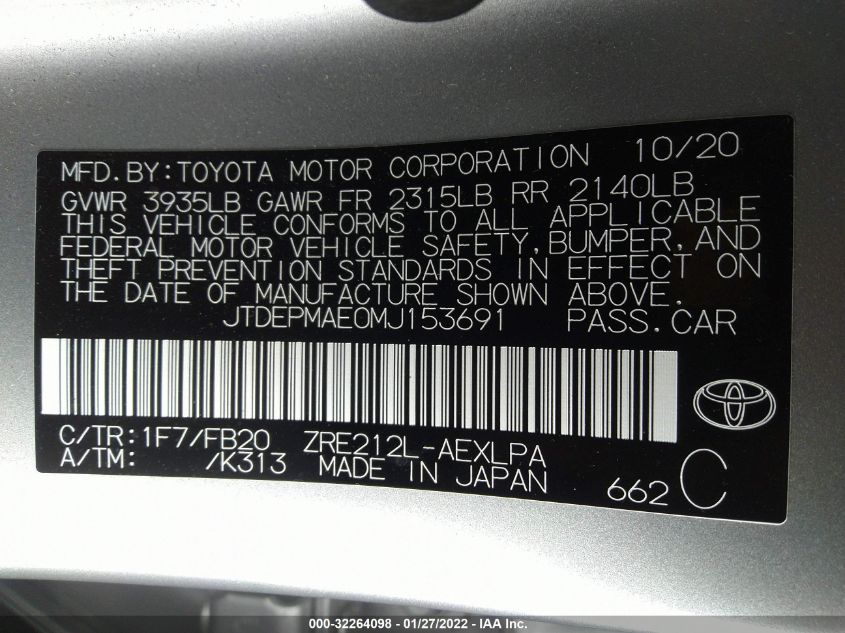 MFD.BY:TOYOTA MOTOR CORPORATION 10/20
GVWR 3935LB GAWR FR 2315LB RR 2140LB
THIS VEHICLE CONFORMS TO ALL APPLICABLE
FEDERAL MOTOR VEHICLE SAFETY,BUMPER,AND
THEFT PREVENTION STANDARDS IN EFFECT ON
THE DATE OF MANUFACTURE SHOWN ABOVE.
JTDEPMAE0MJ153691 PASS.CAR
C/TR:1F7/FB20 ZRE212L-AEXLPA
A/TM: /K313 MADE IN JAPAN 662 C
000-32264098 - 01/27/2022 - IAA Inc.